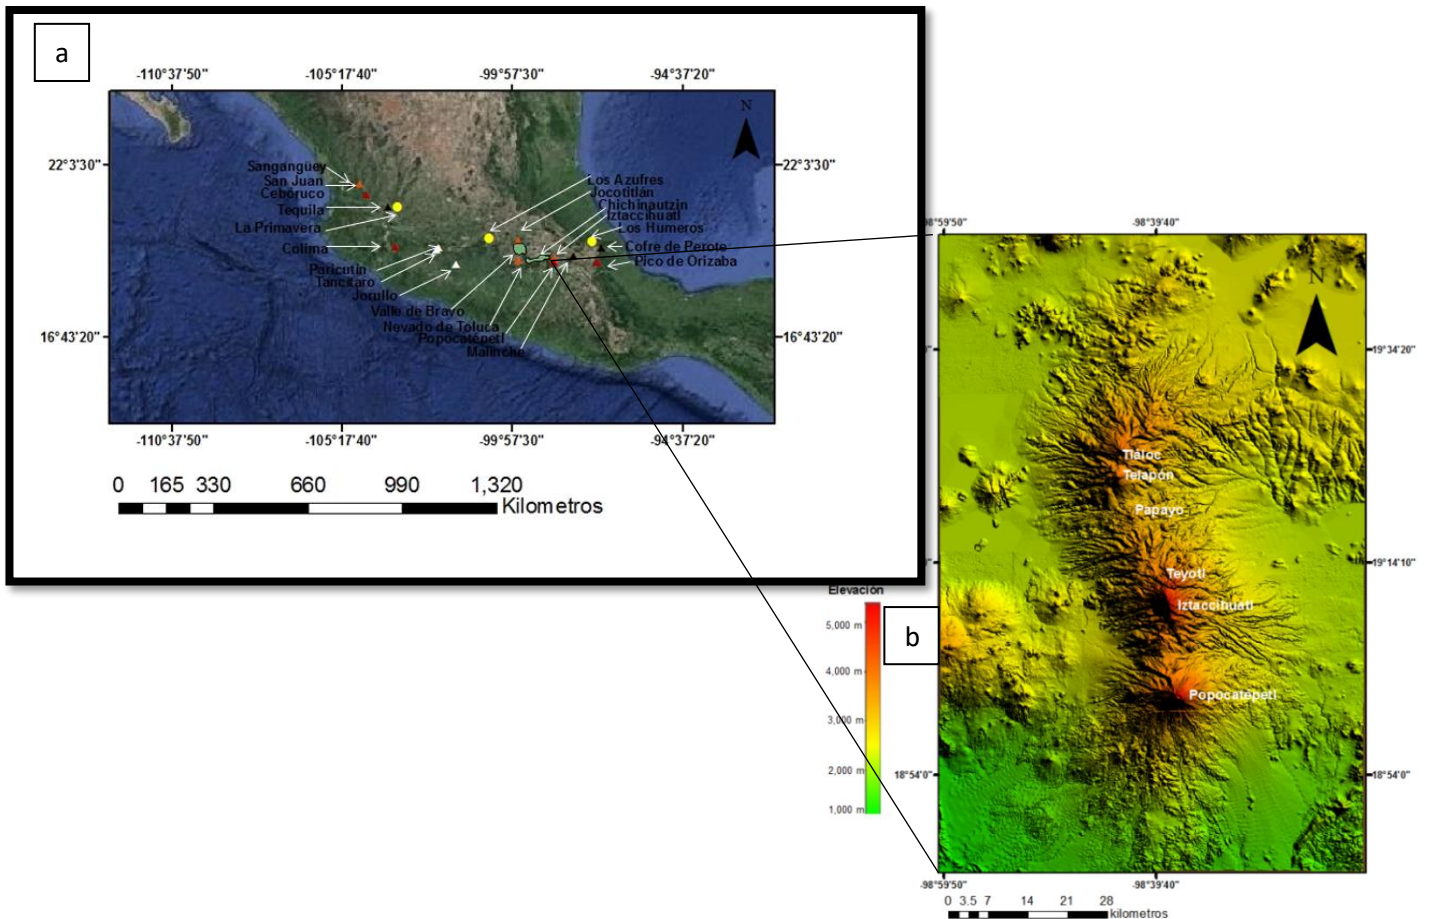 a
-110°37'50" -105°17'40" -99°57'30" -94°37'20"
N
22°3'30" 22°3'30"
Sangangüey
San Juan
Ceboruco
Tequila
La Primavera
Colima
Paricutin
Tancitaro
Jorullo
Valle de Bravo
Nevado de Toluca
Popocatépetl
Malinche
Los Azufres
Jocotitlán
Chichinautzin
Iztaccihuatl
Los Humeros
Cofre de Perote
Pico de Orizaba
16°43'20" 16°43'20"
-110°37'50" -105°17'40" -99°57'30" -94°37'20"
0 165 330 660 990 1,320
Kilometros
Elevación
5,000 m
4,000 m
3,000 m
2,000 m
1,000 m
b
-98°59'50" -98°39'40"
N
19°34'20"
Tláloc
Telapón
Papayo
19°14'10"
Teyotl
Iztaccihuatl
Popocatépetl
18°54'0" 18°54'0"
-98°59'50" -98°39'40"
0 3.5 7 14 21 28
kilometros